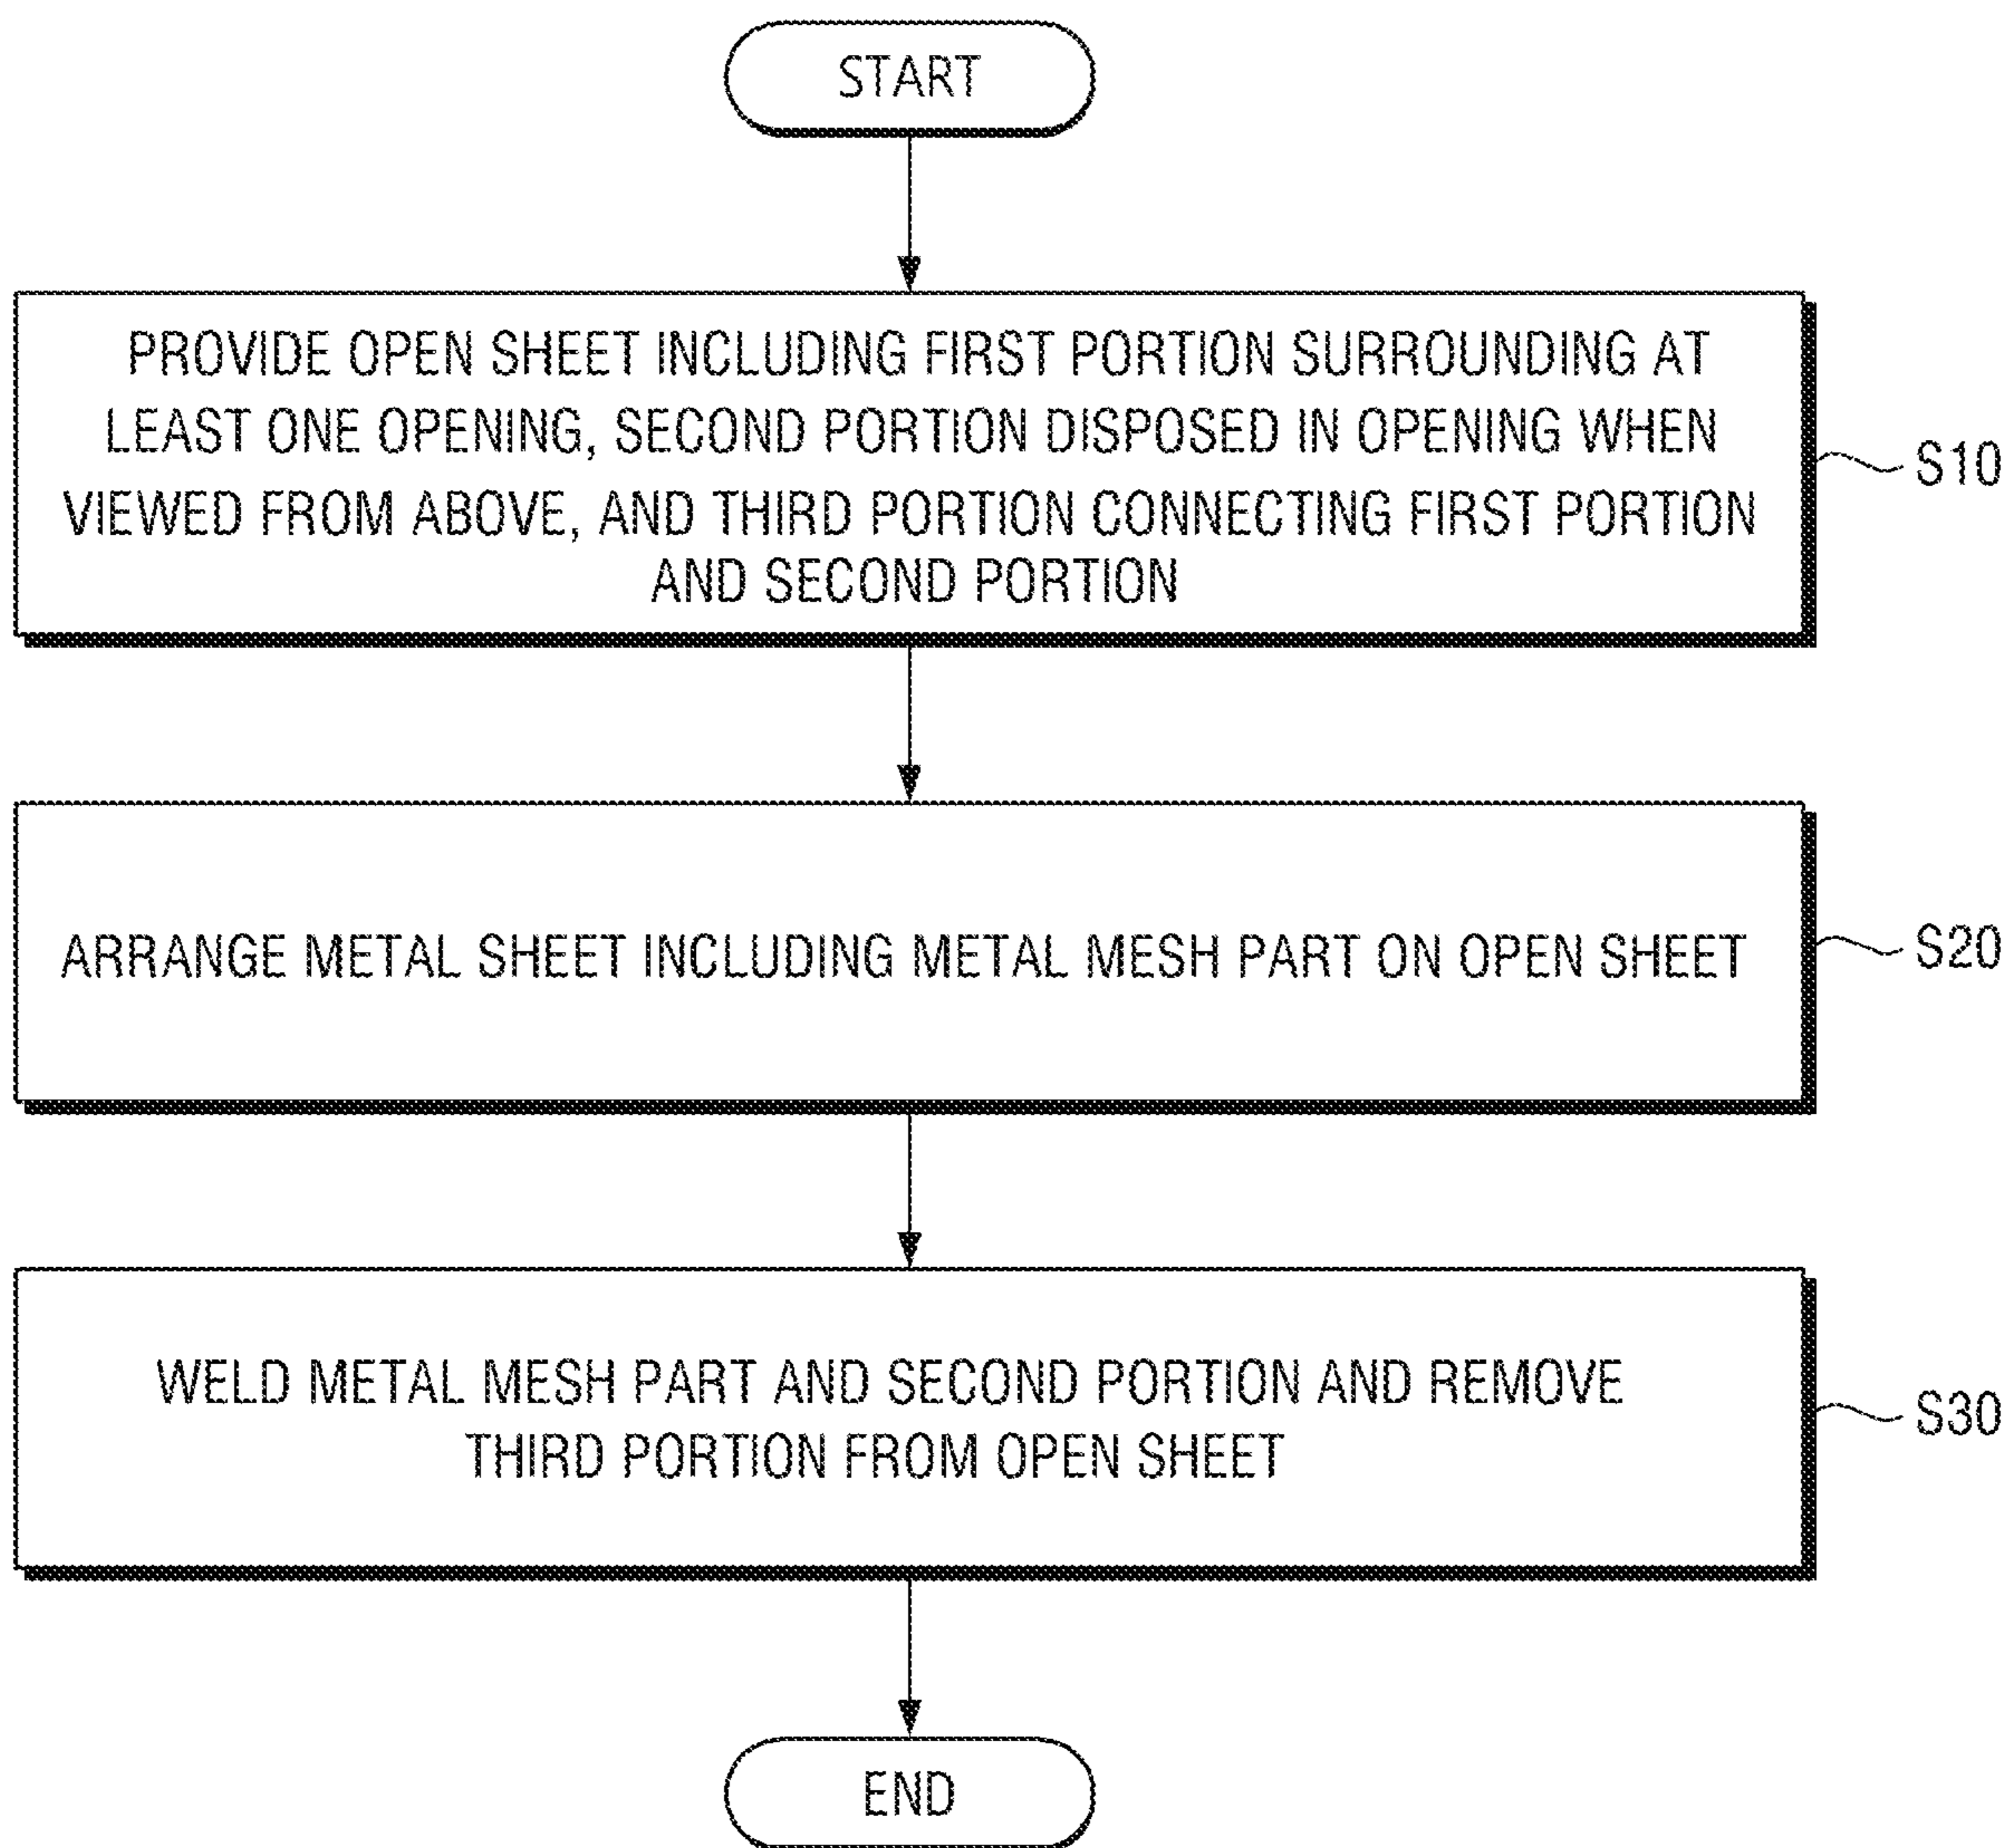 START
PROVIDE OPEN SHEET INCLUDING FIRST PORTION SURROUNDING AT
LEAST ONE OPENING, SECOND PORTION DISPOSED IN OPENING WHEN
VIEWED FROM ABOVE, AND THIRD PORTION CONNECTING FIRST PORTION
AND SECOND PORTION
S10
ARRANGE METAL SHEET INCLUDING METAL MESH PART ON OPEN SHEET
S20
WELD METAL MESH PART AND SECOND PORTION AND REMOVE
THIRD PORTION FROM OPEN SHEET
S30
END